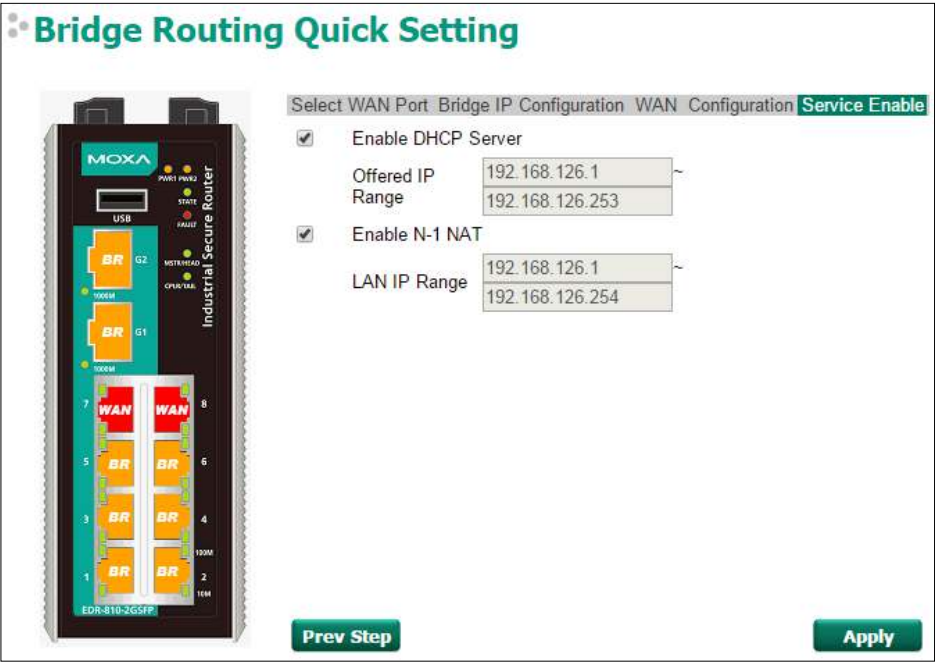 Bridge Routing Quick Setting
Select WAN Port Bridge IP Configuration WAN Configuration Service Enable
Enable DHCP Server
Offered IP Range
192.168.126.1 ~
192.168.126.253
Enable N-1 NAT
LAN IP Range
192.168.126.1 ~
192.168.126.254
MOXA
PWR1 PWR2
STATE
FAULT
USB
MSTR/HEAD
CPLR/TAIL
Industrial Secure Router
BR G2
1000M
BR G1
1000M
7 WAN WAN 8
5 BR BR 6
3 BR BR 4
100M
1 BR BR 2
10M
EDR-810-2GSFP
Prev Step
Apply